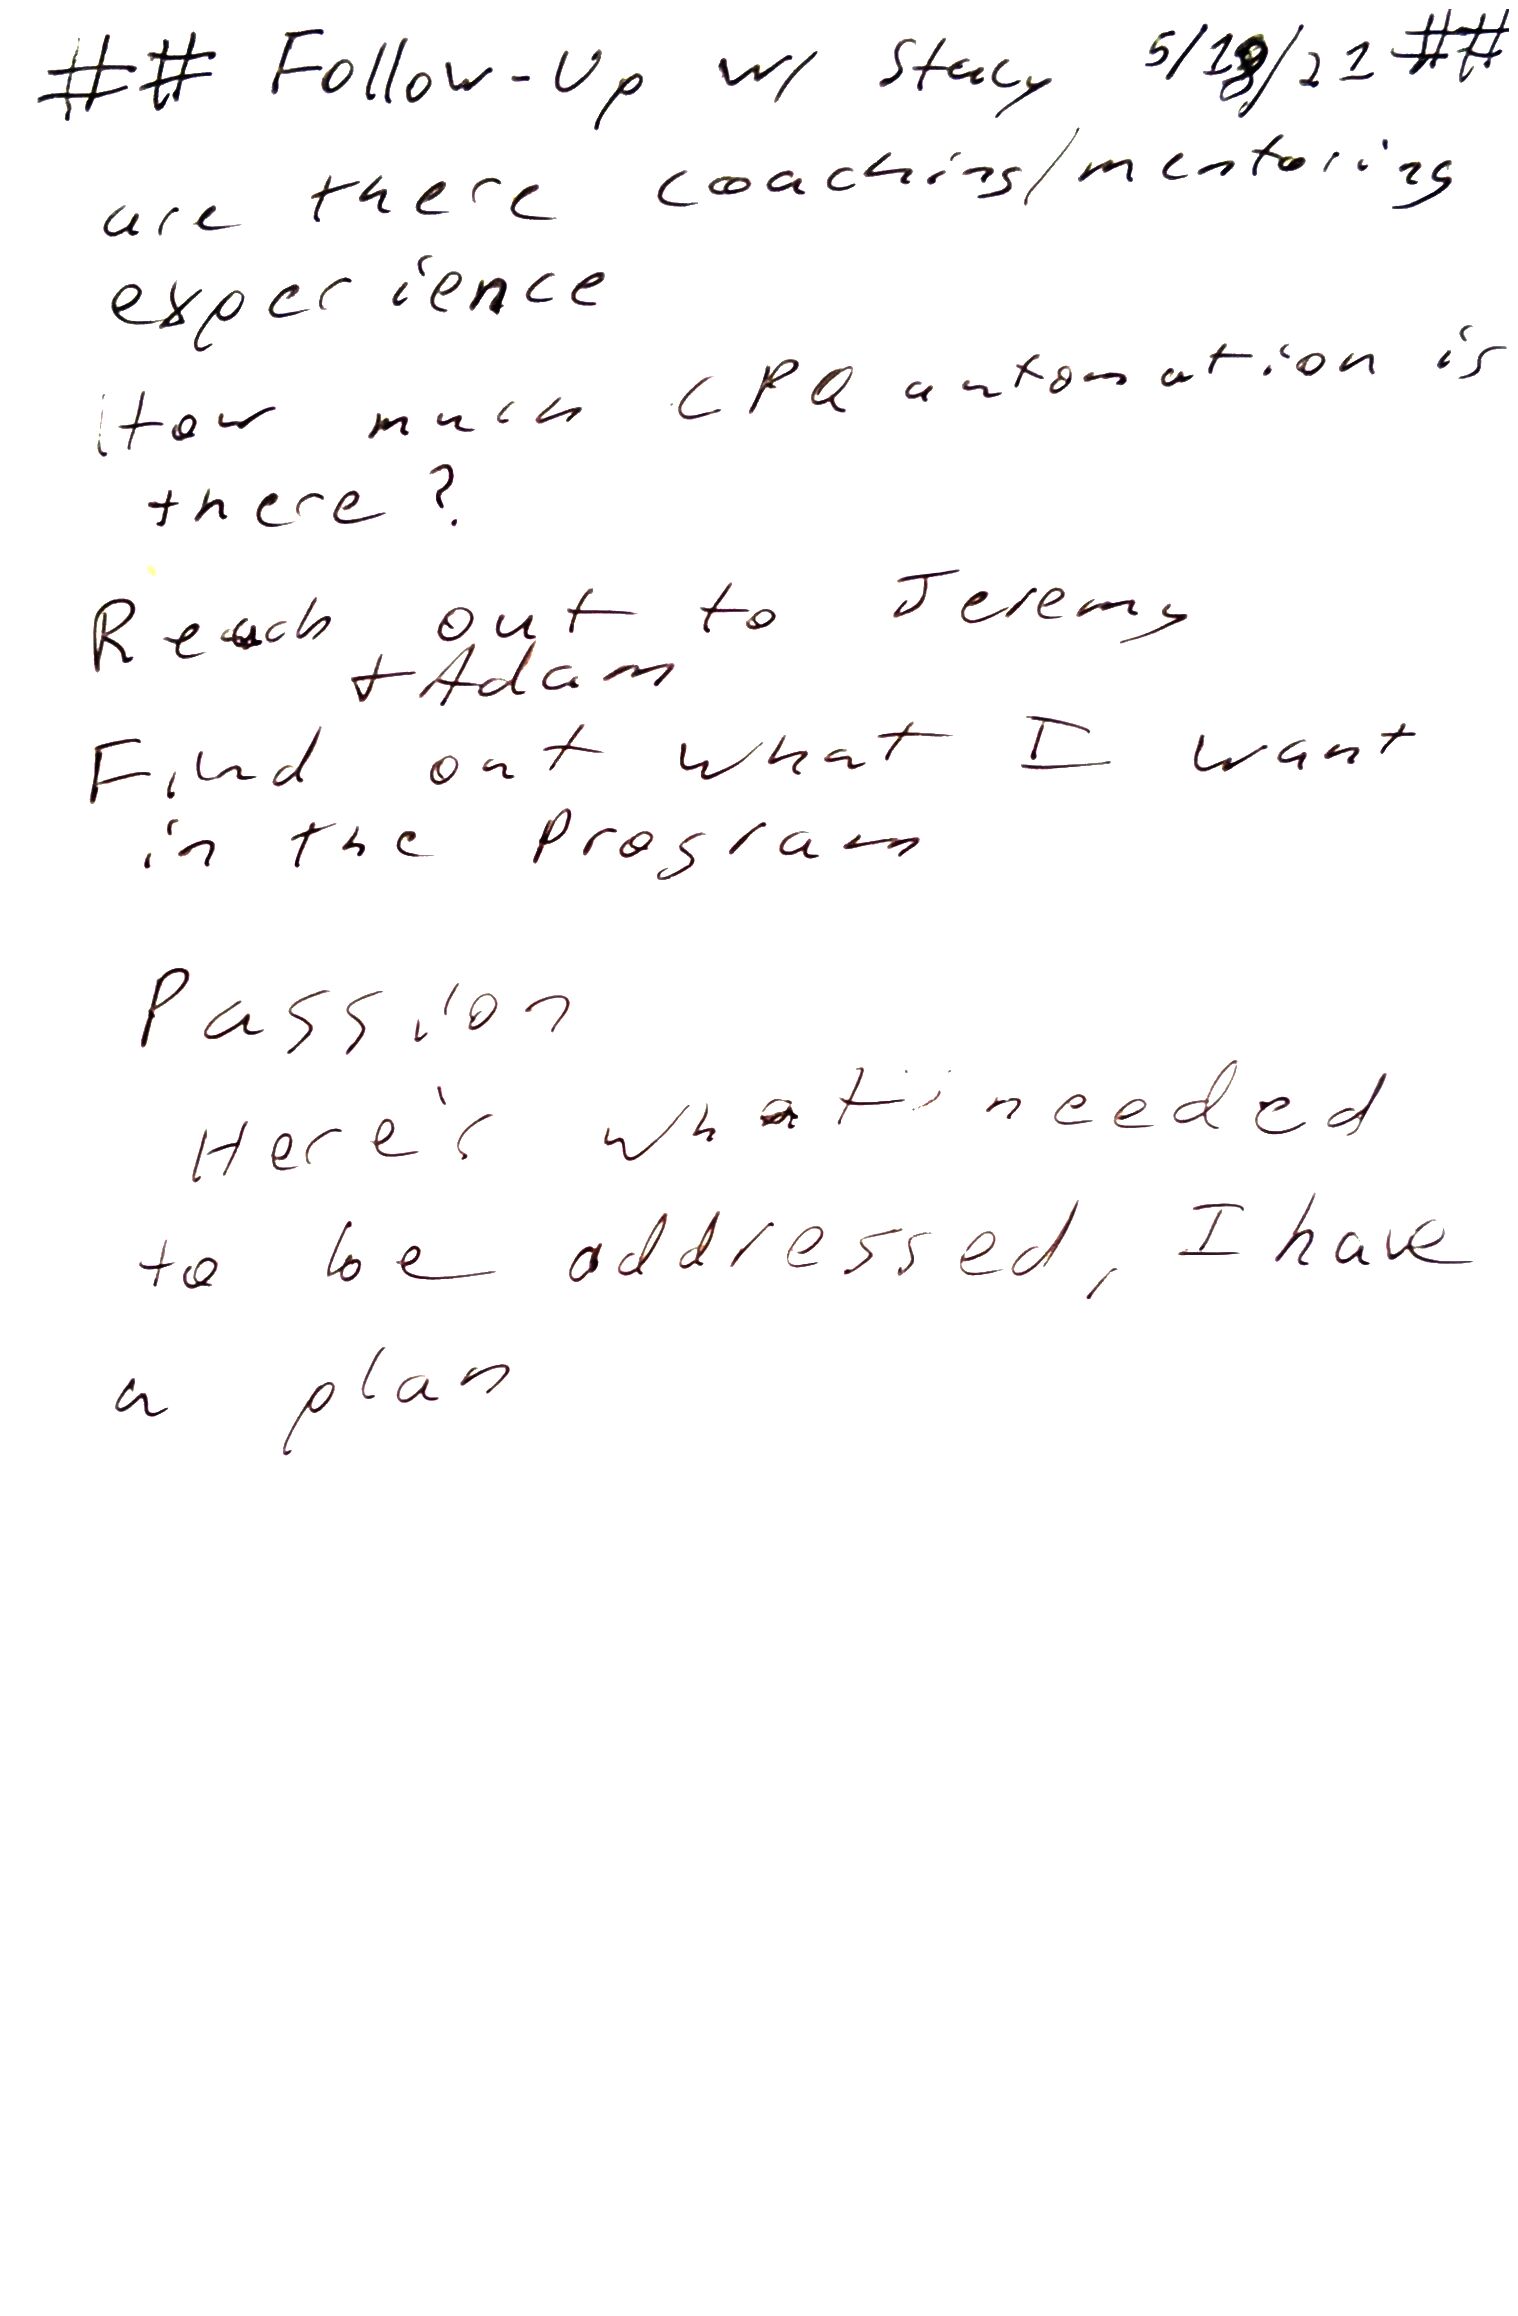 ## Follow-Up w/ Stacy 5/18/21 ##
are there coaching/mentoring
experience
How much CPQ automation is
there?
Reach out to Jeremy
+ Adam
Find out what I want
in the Program
Passion
Here's what needed
to be addressed, I have
a plan